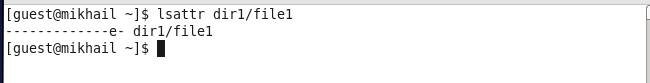 [guest@mikhail ~]$ lsattr dir1/file1
-------------e- dir1/file1
[guest@mikhail ~]$